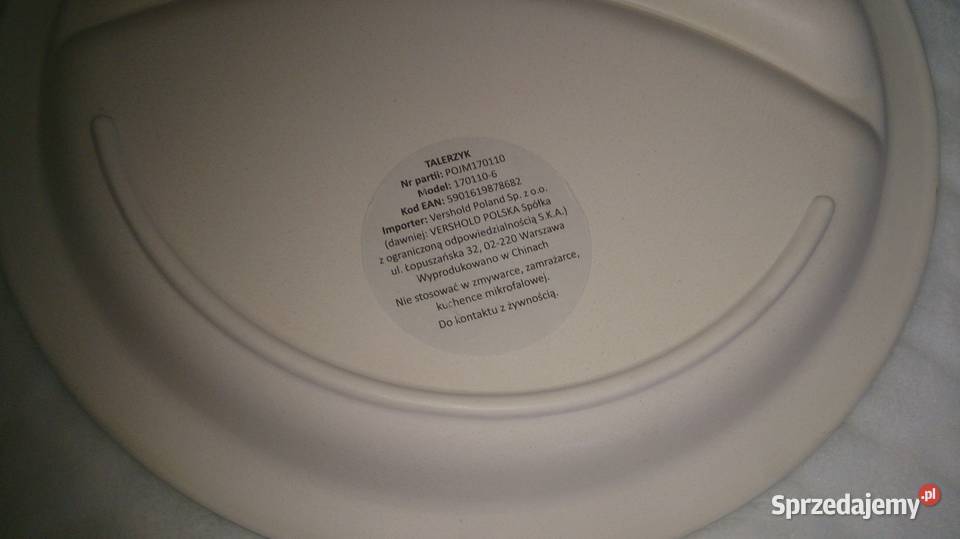 TALERZYK
Nr partii: POJM170110
Model: 170110-6
Kod EAN: 5901619878682
Importer: Vershold Poland Sp. z o.o.
(dawniej: VERSHOLD POLSKA Spółka
z ograniczoną odpowiedzialnością S.K.A.)
ul. Łopuszańska 32, 02-220 Warszawa
Wyprodukowano w Chinach
Nie stosować w zmywarce, zamrażarce,
kuchence mikrofalowej.
Do kontaktu z żywnością.
Sprzedajemy.pl